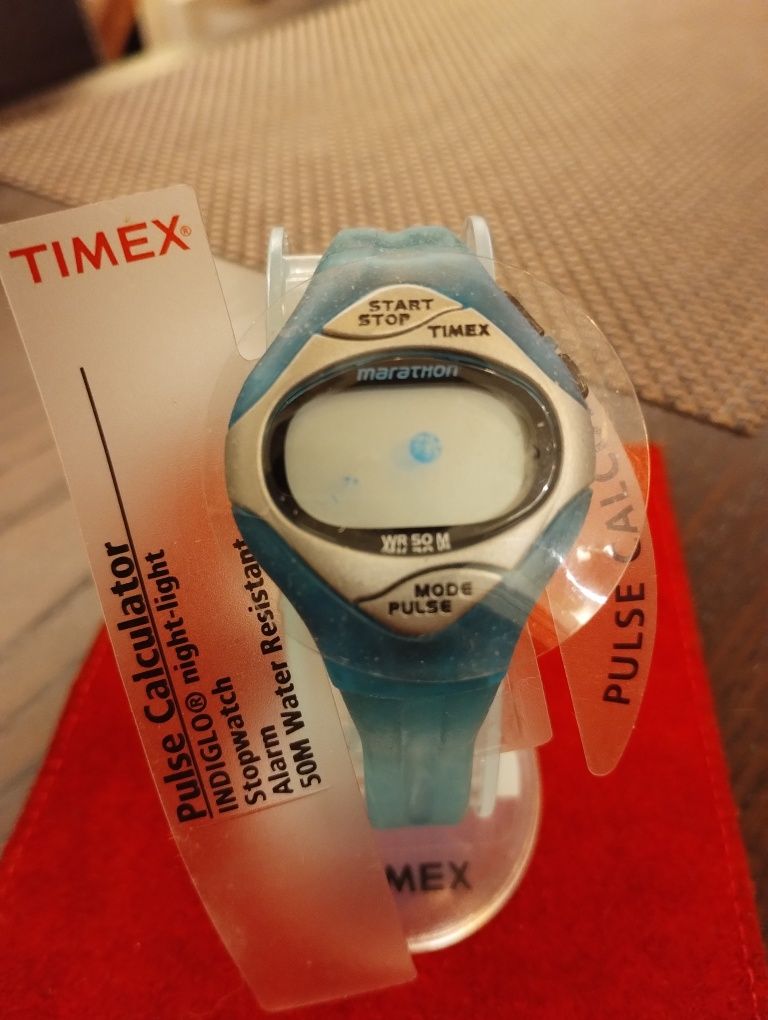 TIMEX®
Pulse Calculator
INDIGLO® night-light
Stopwatch
Alarm
50M Water Resistant
START
STOP
TIMEX
marathon
WR 50 M
MODE
PULSE
PULSE CALCU
MEX